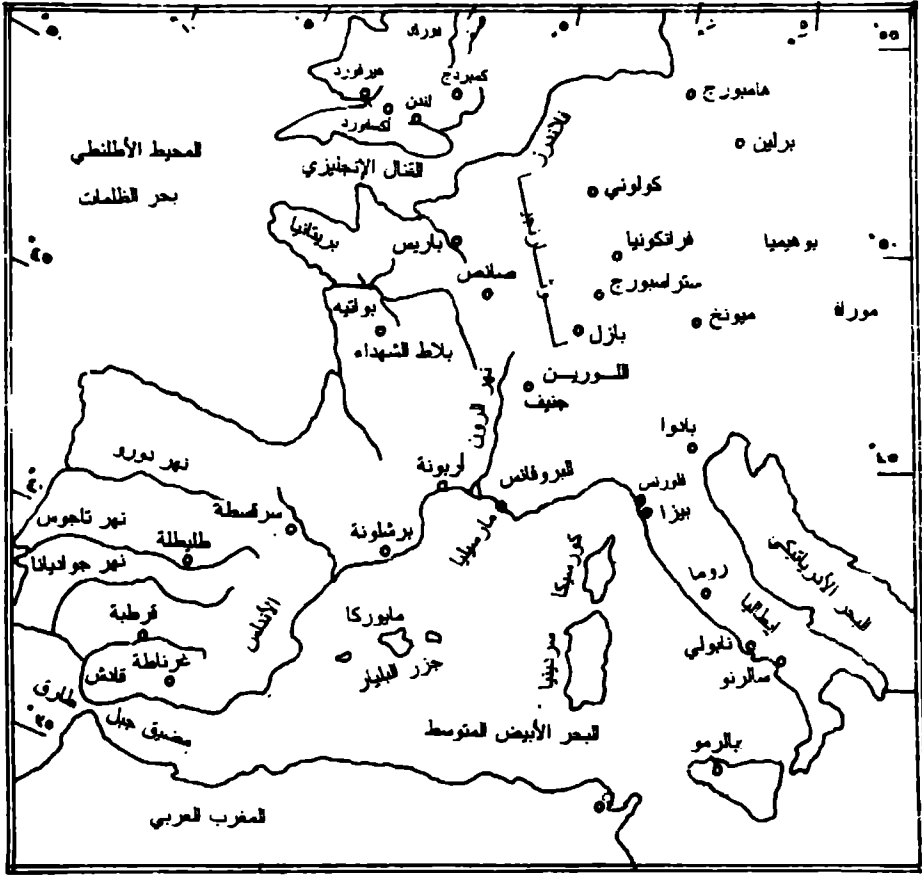 يورك
هيرفورد
كمبردج
لندن
أكسفورد
هامبورج
برلين
المحيط الأطلنطي
بحر الظلمات
القنال الإنجليزي
فلاندرز
كولوني
بريتانيا
باريس
فرانكونيا
بوهيميا
صانص
ستراسبورج
بواتيه
بازل
ميونخ
بلاط الشهداء
اللورين
جنيف
نهر الرون
بادوا
نهر دورو
أربونة
البروفانس
فلورنس
بيزا
سرقسطة
برشلونة
مارسيليا
نهر تاجوس
طليطلة
نهر جواديانا
كورسيكا
البحر الأدرياتيكي
روما
إيطاليا
الأندلس
قرطبة
مايوركا
جزر البليار
سردينيا
نابولي
سالرنو
غرناطة
قادش
مضيق جبل طارق
٣٥°
البحر الأبيض المتوسط
بالرمو
المغرب العربي